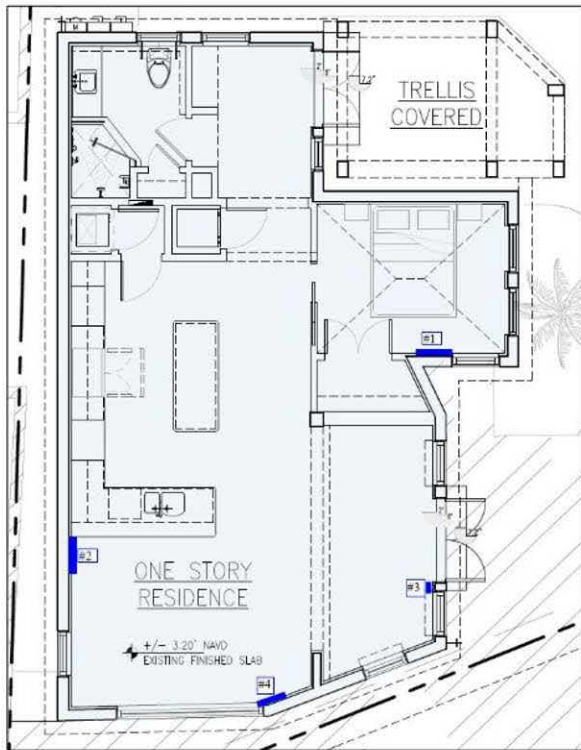 TRELLIS
COVERED
#1
#2
ONE STORY
RESIDENCE
#3
+/- 3.20' NAVD
EXISTING FINISHED SLAB
#4